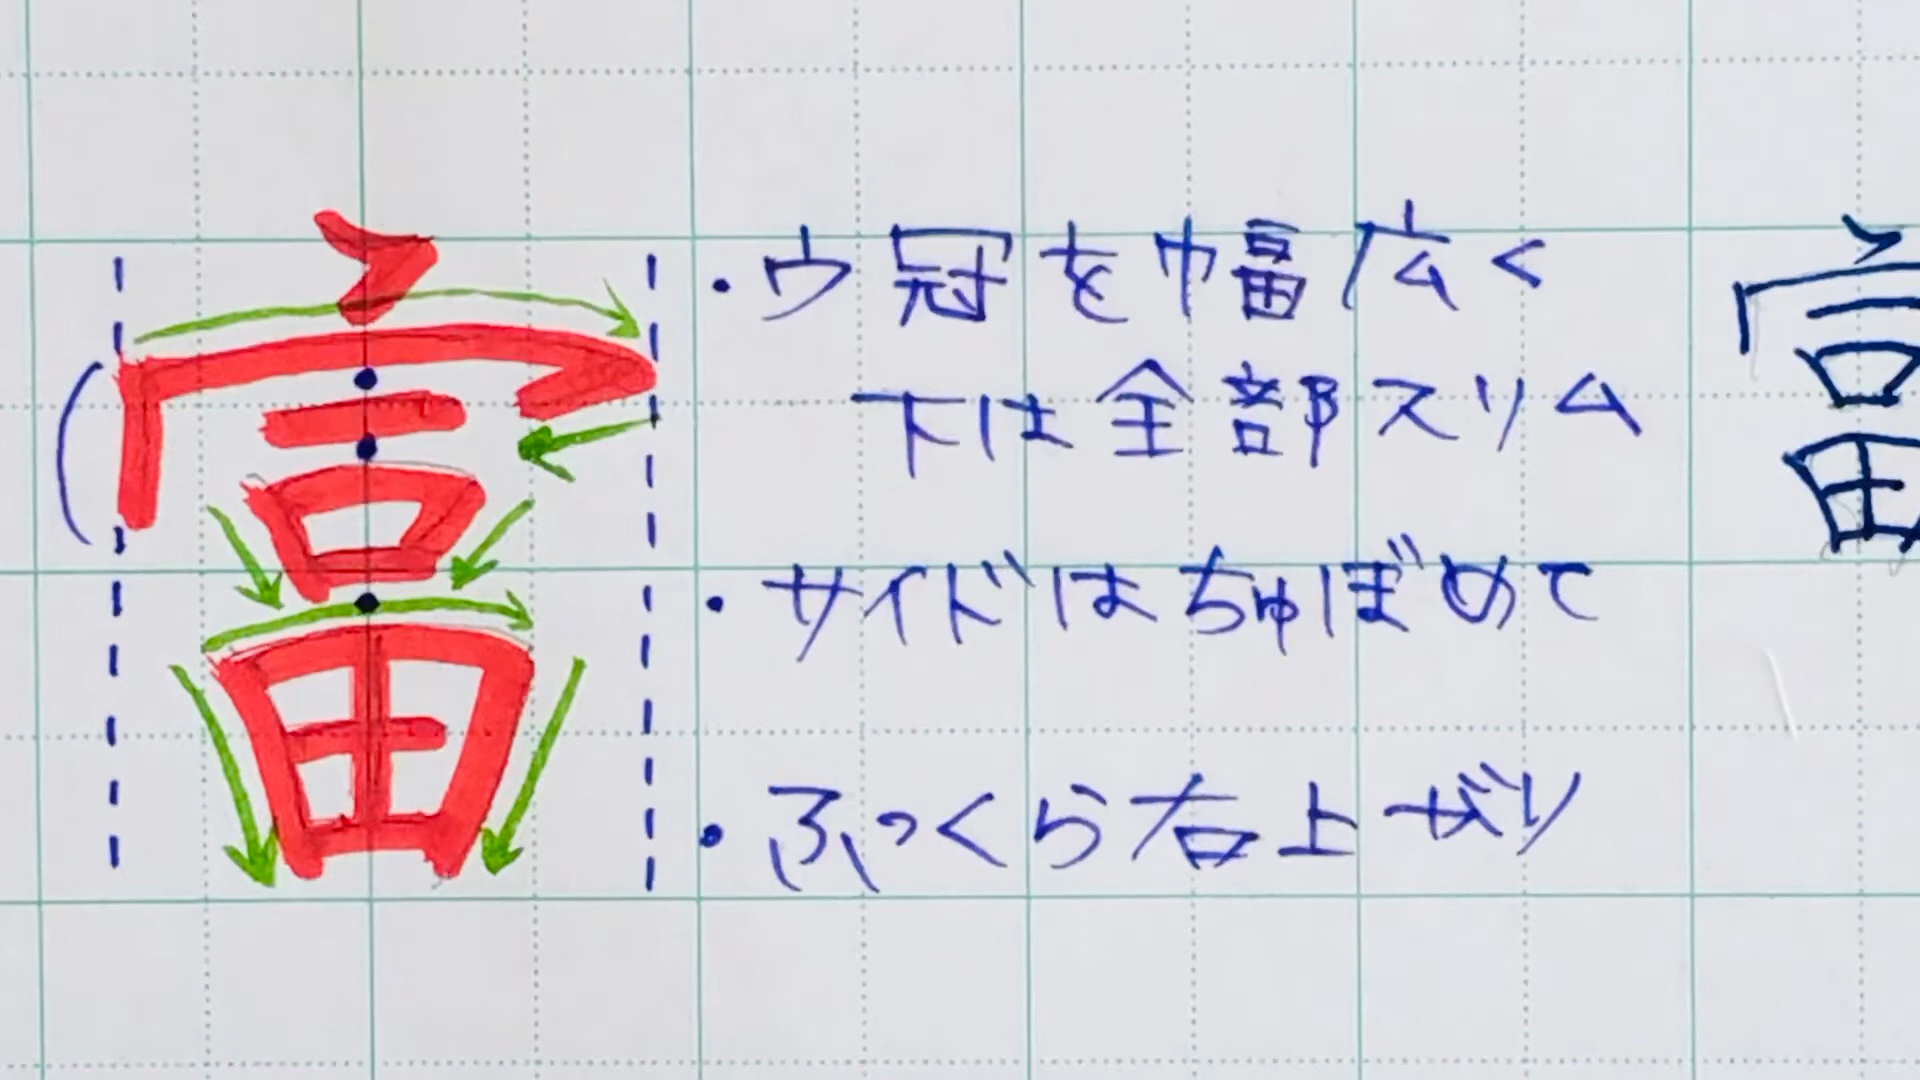 富
・ウ冠を幅広く
下は全部スリム
・サイドはちゅぼめて
・ふっくら右上がり
富